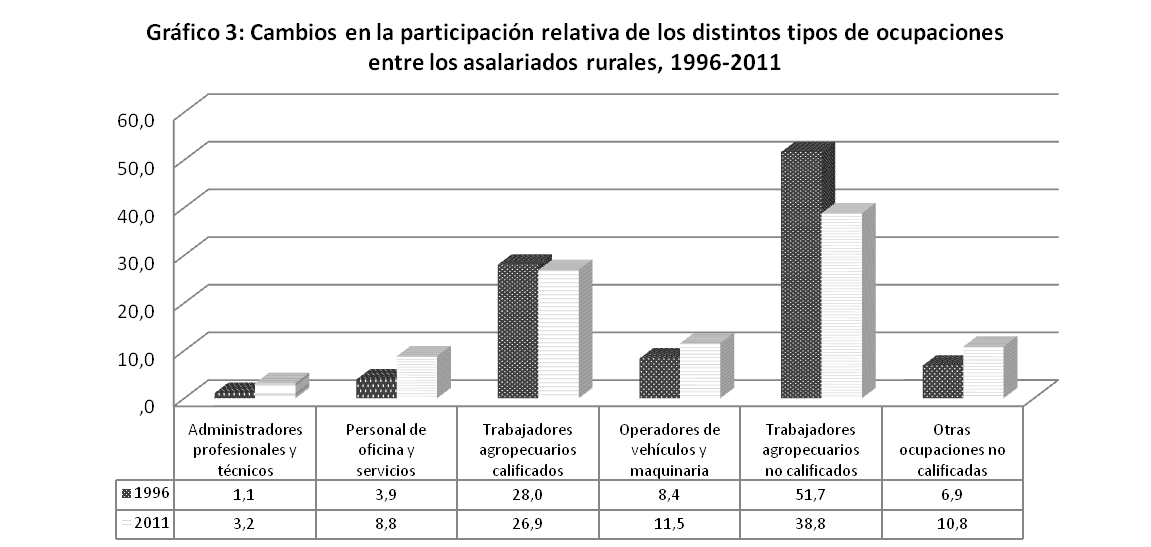 Gráfico 3: Cambios en la participación relativa de los distintos tipos de ocupaciones
entre los asalariados rurales, 1996-2011
60,0
50,0
40,0
30,0
20,0
10,0
,0
Administradores profesionales y técnicos
Personal de oficina y servicios
Trabajadores agropecuarios calificados
Operadores de vehículos y maquinaria
Trabajadores agropecuarios no calificados
Otras ocupaciones no calificadas
1996 1,1 3,9 28,0 8,4 51,7 6,9
2011 3,2 8,8 26,9 11,5 38,8 10,8